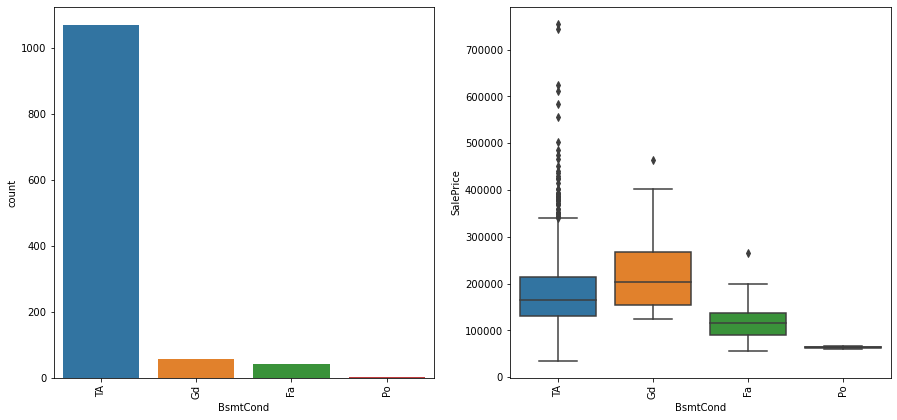 1000
800
600
400
200
0
count
TA
Gd
Fa
Po
BsmtCond
700000
600000
500000
400000
300000
200000
100000
0
SalePrice
TA
Gd
Fa
Po
BsmtCond